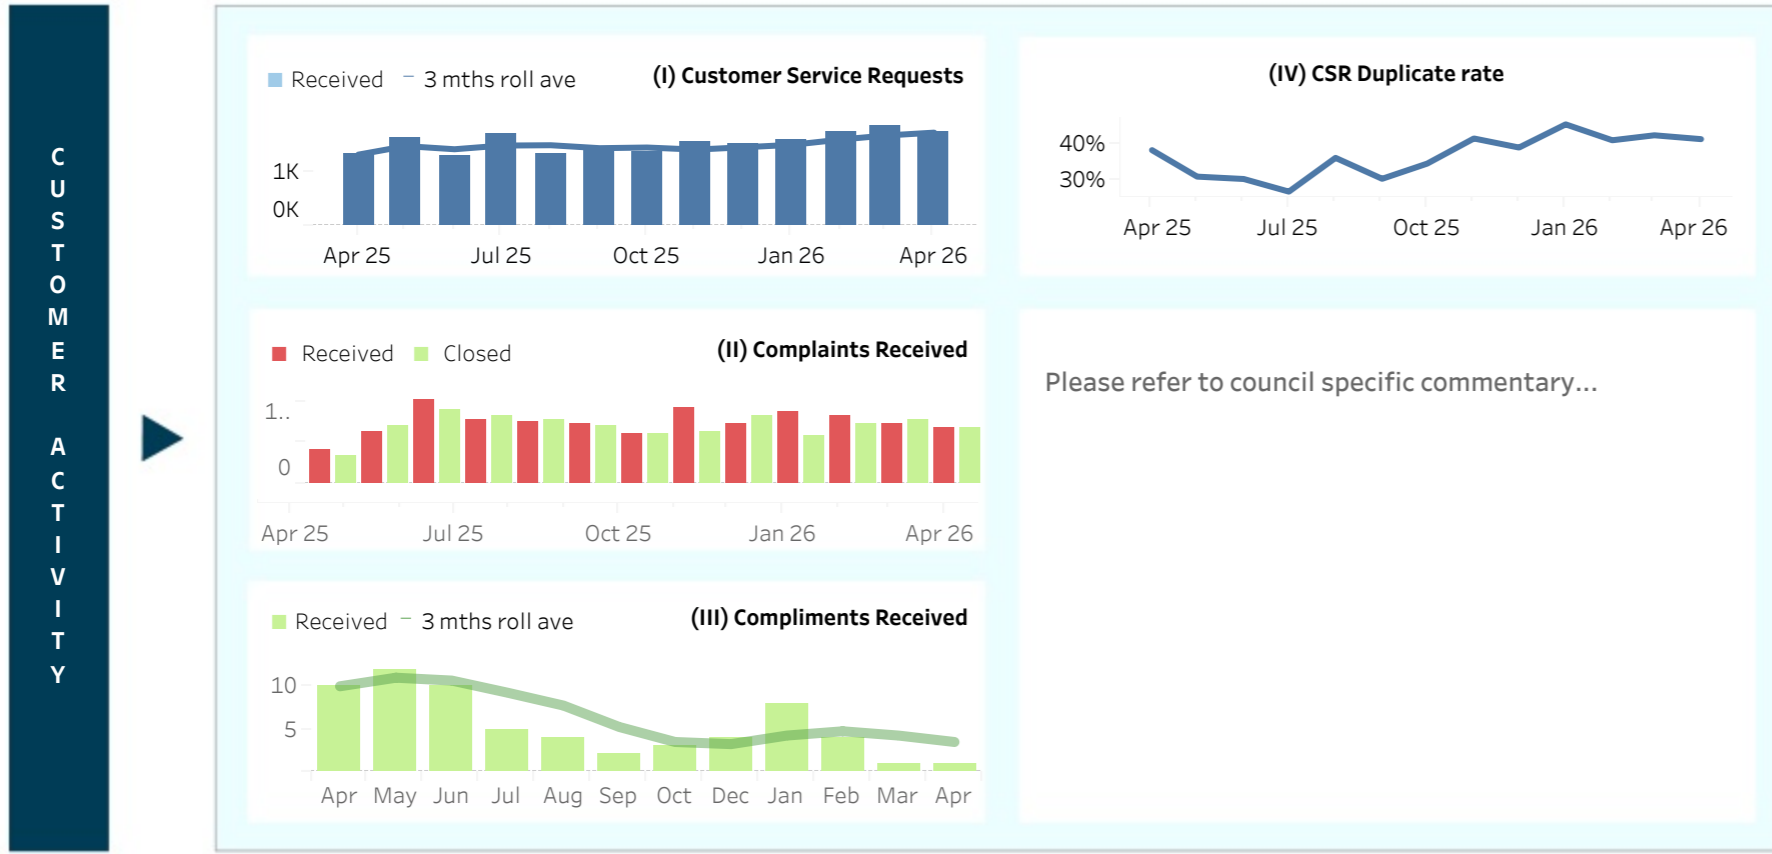 CUSTOMER ACTIVITY
Received 3 mths roll ave
(I) Customer Service Requests
1K
0K
Apr 25 Jul 25 Oct 25 Jan 26 Apr 26
Received Closed
(II) Complaints Received
1..
0
Apr 25 Jul 25 Oct 25 Jan 26 Apr 26
Received 3 mths roll ave
(III) Compliments Received
10
5
Apr May Jun Jul Aug Sep Oct Dec Jan Feb Mar Apr
(IV) CSR Duplicate rate
40%
30%
Apr 25 Jul 25 Oct 25 Jan 26 Apr 26
Please refer to council specific commentary...